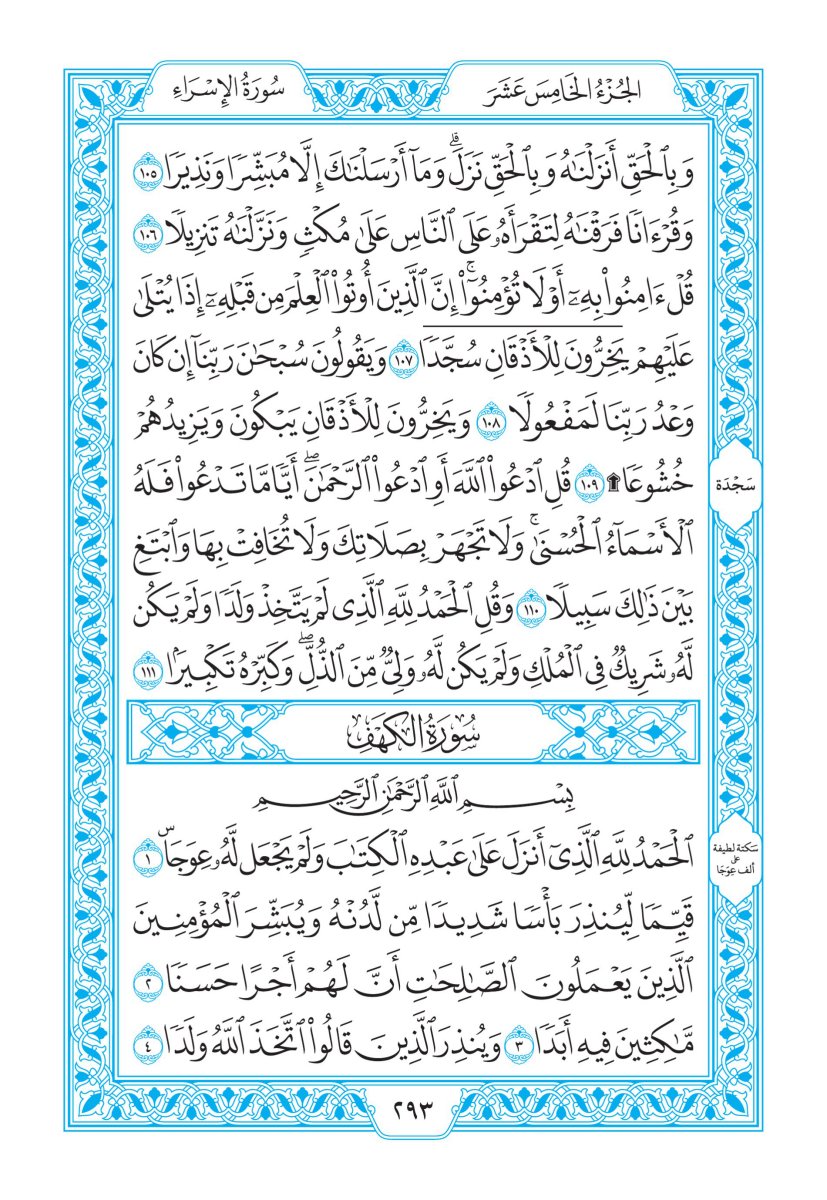 الجُزْءُ الخَامِسَ عَشَرَ
سُورَةُ الإِسْرَاءِ
وَبِٱلْحَقِّ أَنزَلْنَٰهُ وَبِٱلْحَقِّ نَزَلَۗ وَمَآ أَرْسَلْنَٰكَ إِلَّا مُبَشِّرٗا وَنَذِيرٗا ١٠٥
وَقُرْءَانٗا فَرَقْنَٰهُ لِتَقْرَأَهُۥ عَلَى ٱلنَّاسِ عَلَىٰ مُكْثٖ وَنَزَّلْنَٰهُ تَنزِيلٗا ١٠٦
قُلْ ءَامِنُوا۟ بِهِۦٓ أَوْ لَا تُؤْمِنُوٓا۟ۚ إِنَّ ٱلَّذِينَ أُوتُوا۟ ٱلْعِلْمَ مِن قَبْلِهِۦٓ إِذَا يُتْلَىٰ
عَلَيْهِمْ يَخِرُّونَ لِلْأَذْقَانِ سُجَّدٗا ١٠٧ وَيَقُولُونَ سُبْحَٰنَ رَبِّنَآ إِن كَانَ
وَعْدُ رَبِّنَا لَمَفْعُولٗا ١٠٨ وَيَخِرُّونَ لِلْأَذْقَانِ يَبْكُونَ وَيَزِيدُهُمْ
خُشُوعٗا ۩ ١٠٩ قُلِ ٱدْعُوا۟ ٱللَّهَ أَوِ ٱدْعُوا۟ ٱلرَّحْمَٰنَۖ أَيّٗا مَّا تَدْعُوا۟ فَلَهُ
سَجْدَة
ٱلْأَسْمَآءُ ٱلْحُسْنَىٰۚ وَلَا تَجْهَرْ بِصَلَاتِكَ وَلَا تُخَافِتْ بِهَا وَٱبْتَغِ
بَيْنَ ذَٰلِكَ سَبِيلٗا ١١٠ وَقُلِ ٱلْحَمْدُ لِلَّهِ ٱلَّذِى لَمْ يَتَّخِذْ وَلَدٗا وَلَمْ يَكُن
لَّهُۥ شَرِيكٞ فِى ٱلْمُلْكِ وَلَمْ يَكُن لَّهُۥ وَلِىّٞ مِّنَ ٱلذُّلِّۖ وَكَبِّرْهُ تَكْبِيرَۢا ١١١
سُورَةُ الكَهْفِ
بِسْمِ ٱللَّهِ ٱلرَّحْمَٰنِ ٱلرَّحِيمِ
ٱلْحَمْدُ لِلَّهِ ٱلَّذِىٓ أَنزَلَ عَلَىٰ عَبْدِهِ ٱلْكِتَٰبَ وَلَمْ يَجْعَل لَّهُۥ عِوَجَاۜ ١
سكتة لطيفة
على
ألف عِوَجَا
قَيِّمٗا لِّيُنذِرَ بَأْسٗا شَدِيدٗا مِّن لَّدُنْهُ وَيُبَشِّرَ ٱلْمُؤْمِنِينَ
ٱلَّذِينَ يَعْمَلُونَ ٱلصَّٰلِحَٰتِ أَنَّ لَهُمْ أَجْرًا حَسَنٗا ٢
مَّٰكِثِينَ فِيهِ أَبَدٗا ٣ وَيُنذِرَ ٱلَّذِينَ قَالُوا۟ ٱتَّخَذَ ٱللَّهُ وَلَدٗا ٤
٢٩٣